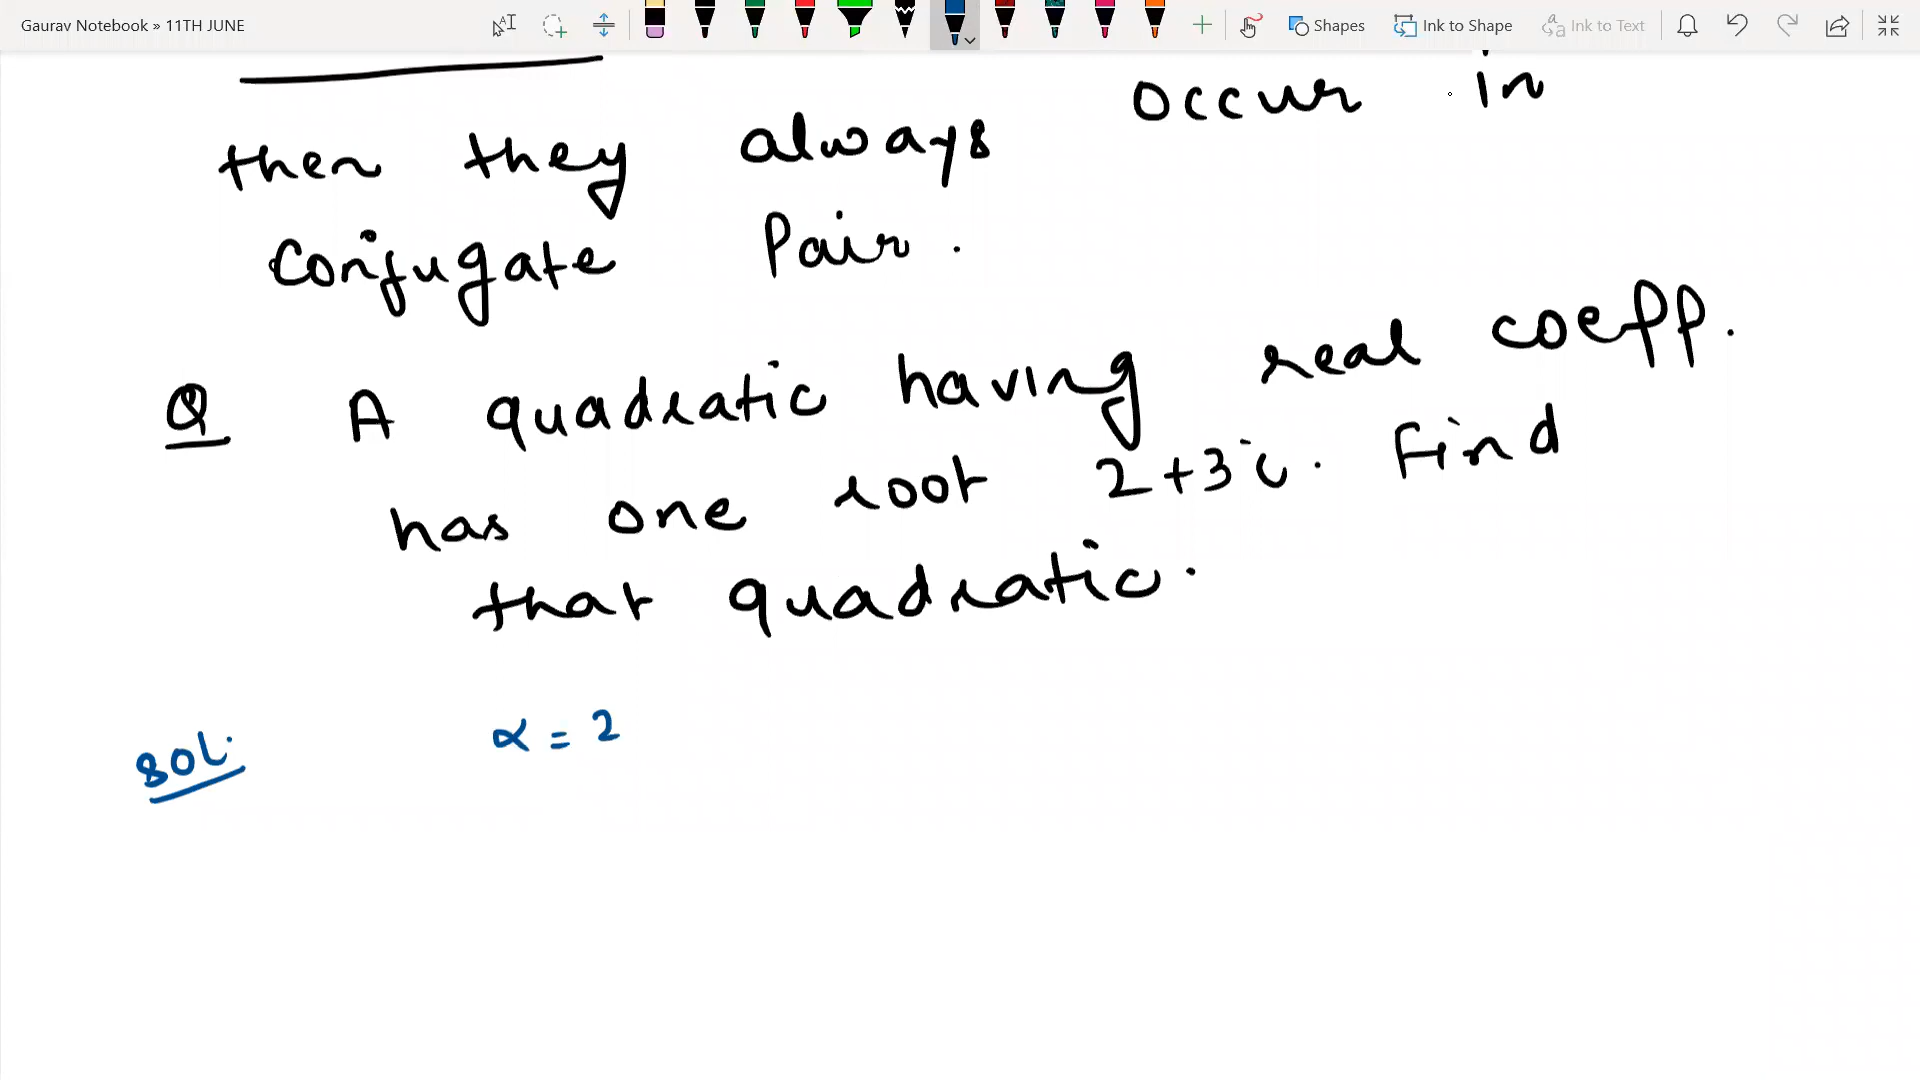 Gaurav Notebook » 11TH JUNE
Shapes Ink to Shape Ink to Text
then they always occur in
conjugate Pair.
Q A quadratic having real coeff.
has one root 2+3i. Find
that quadratic.
Sol. α = 2